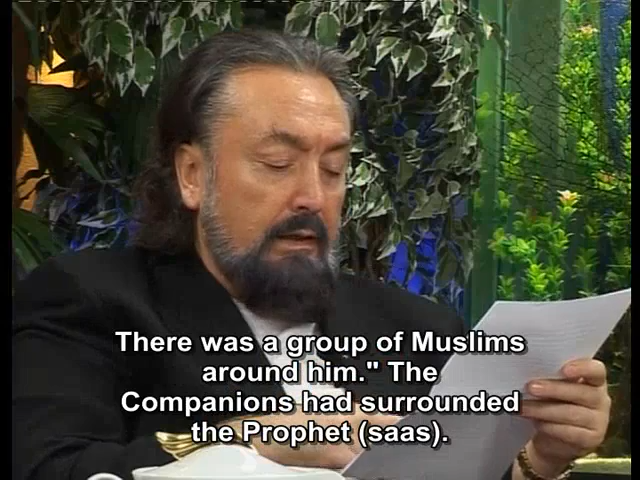 There was a group of Muslims
around him." The
Companions had surrounded
the Prophet (saas).